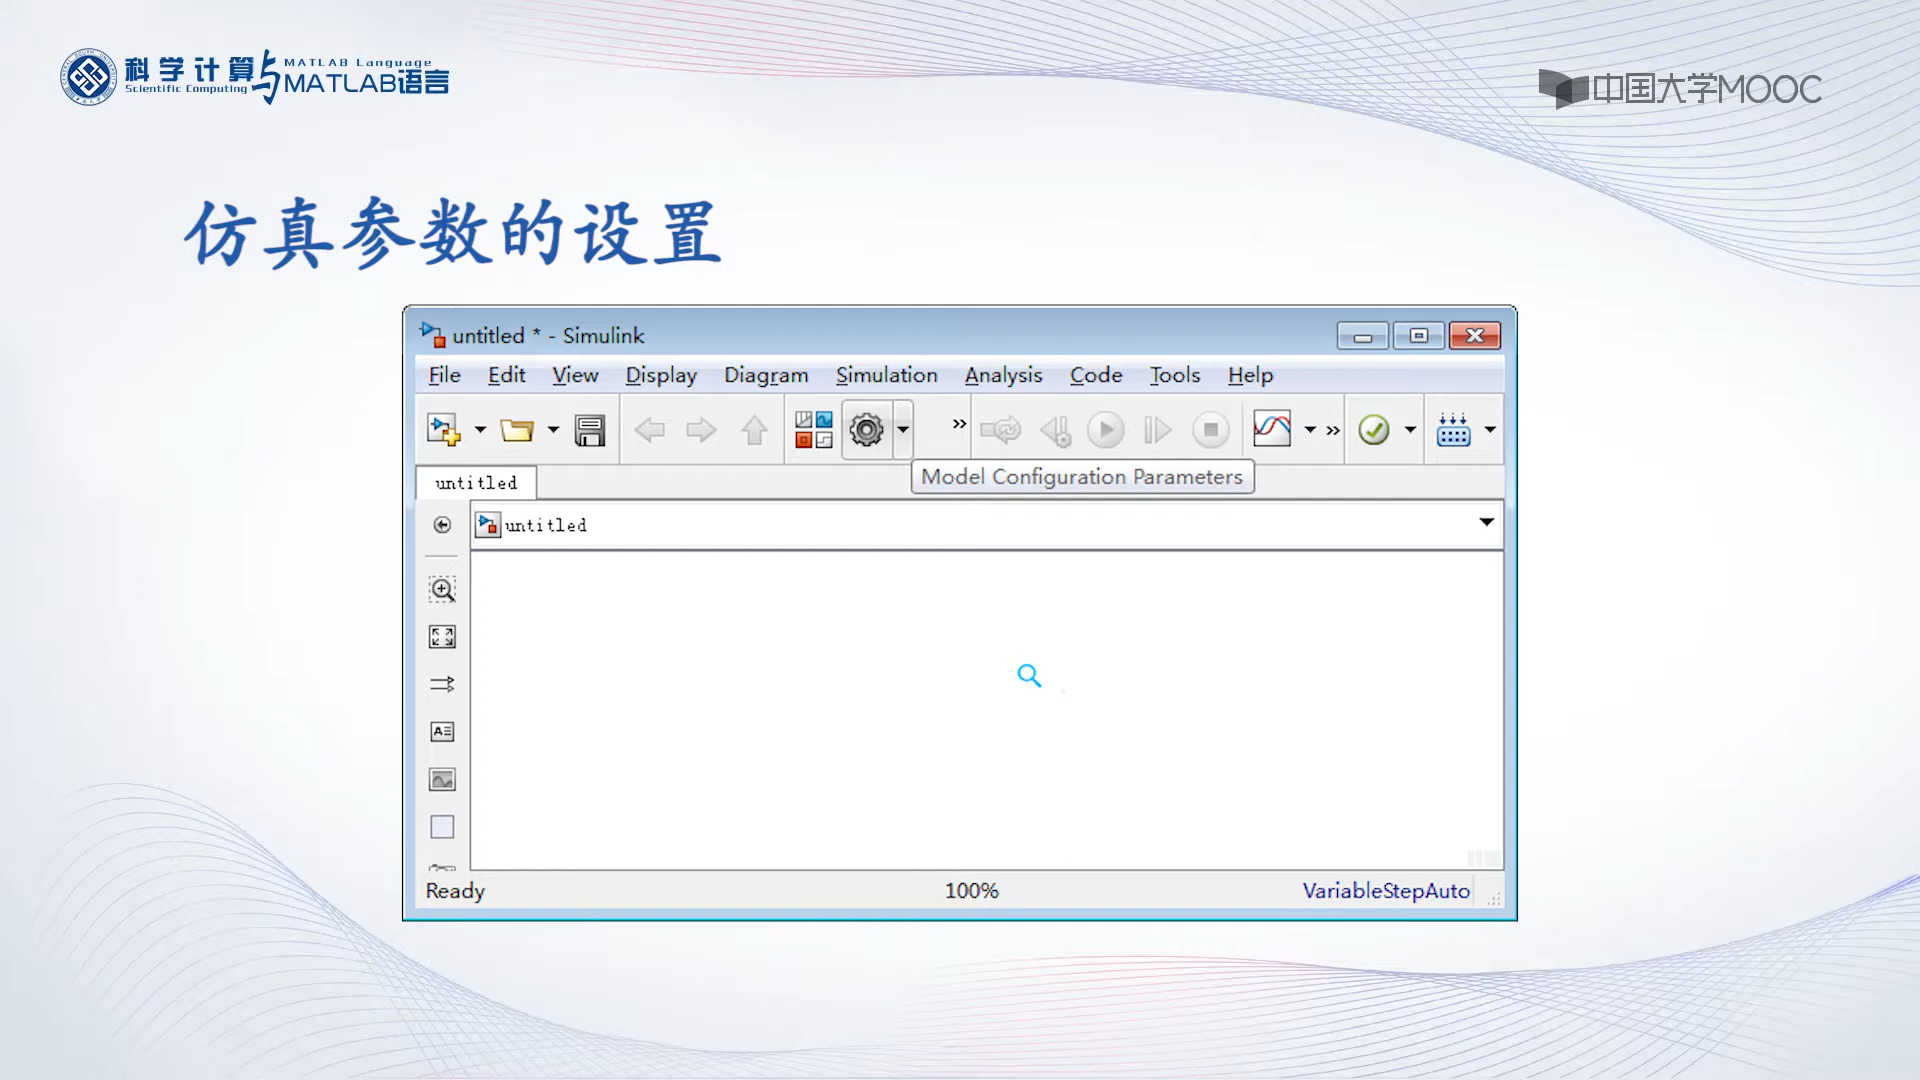 科学计算与MATLAB语言
Scientific Computing MATLAB Language
中国大学MOOC
仿真参数的设置
untitled * - Simulink
File Edit View Display Diagram Simulation Analysis Code Tools Help
Model Configuration Parameters
untitled
untitled
Ready 100% VariableStepAuto